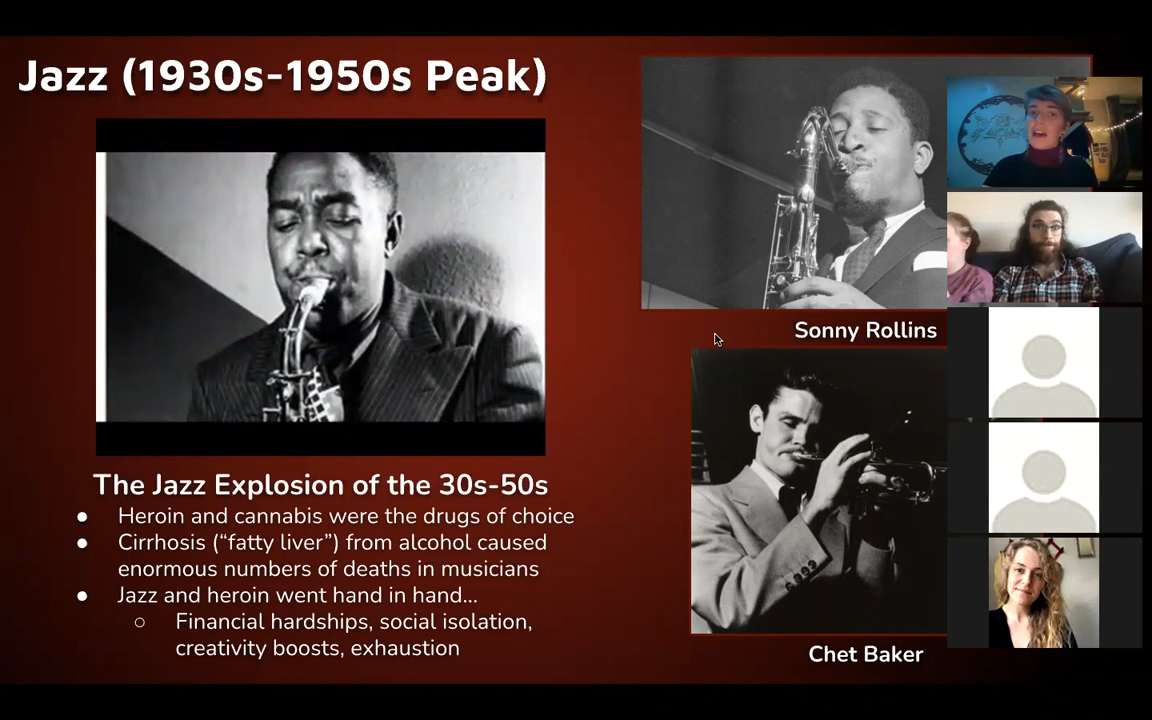 Jazz (1930s-1950s Peak)
Sonny Rollins
The Jazz Explosion of the 30s-50s
● Heroin and cannabis were the drugs of choice
● Cirrhosis (“fatty liver”) from alcohol caused
enormous numbers of deaths in musicians
● Jazz and heroin went hand in hand...
○ Financial hardships, social isolation,
creativity boosts, exhaustion
Chet Baker